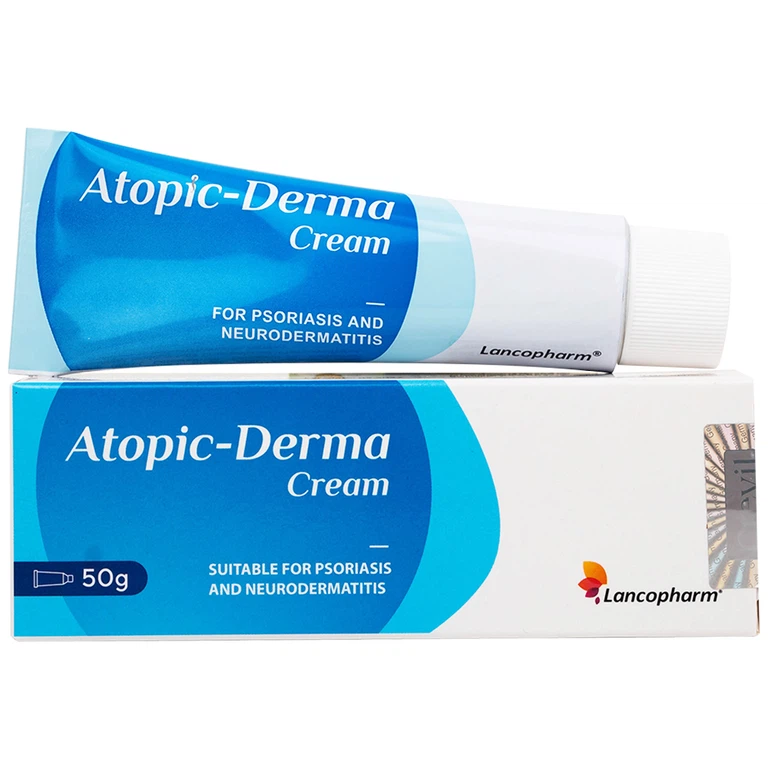 Atopic-Derma
Cream
FOR PSORIASIS AND
NEURODERMATITIS
Lancopharm®
Atopic-Derma
Cream
50g
SUITABLE FOR PSORIASIS
AND NEURODERMATITIS
Lancopharm®